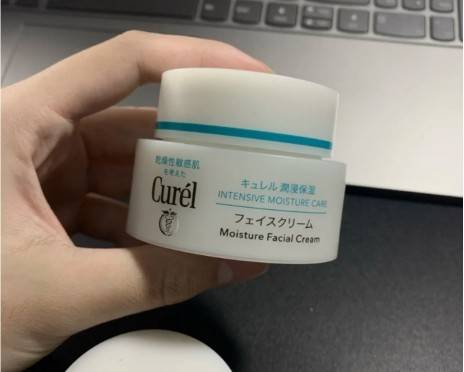 乾燥性敏感肌
を考えた
Curél
キュレル 潤浸保湿
INTENSIVE MOISTURE CARE
フェイスクリーム
Moisture Facial Cream